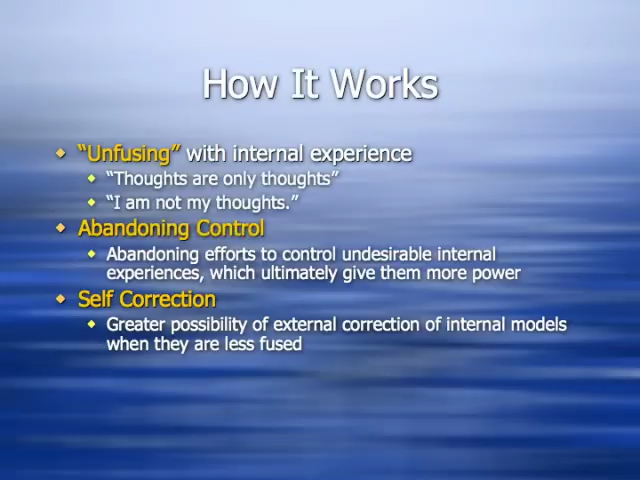 How It Works
“Unfusing” with internal experience
“Thoughts are only thoughts”
“I am not my thoughts.”
Abandoning Control
Abandoning efforts to control undesirable internal
experiences, which ultimately give them more power
Self Correction
Greater possibility of external correction of internal models
when they are less fused